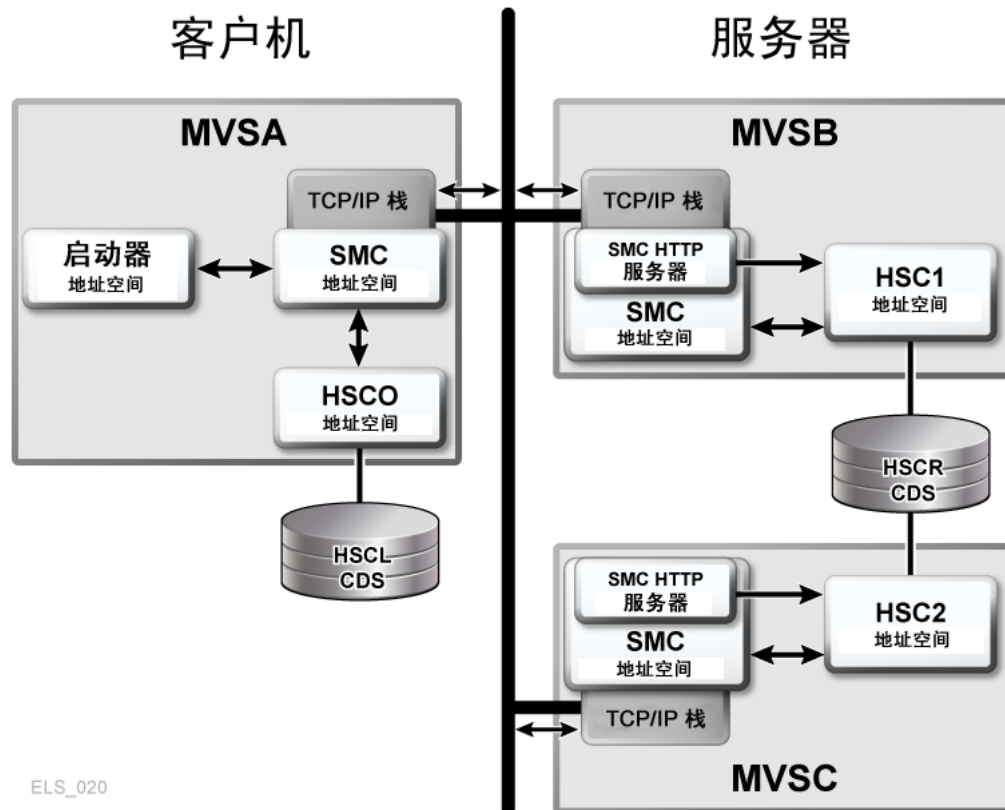 客户机
服务器
MVSA
TCP/IP 栈
启动器
地址空间
SMC
地址空间
HSCO
地址空间
HSCL
CDS
MVSB
TCP/IP 栈
SMC HTTP
服务器
SMC
地址空间
HSC1
地址空间
HSCR
CDS
SMC HTTP
服务器
SMC
地址空间
HSC2
地址空间
TCP/IP 栈
MVSC
ELS_020